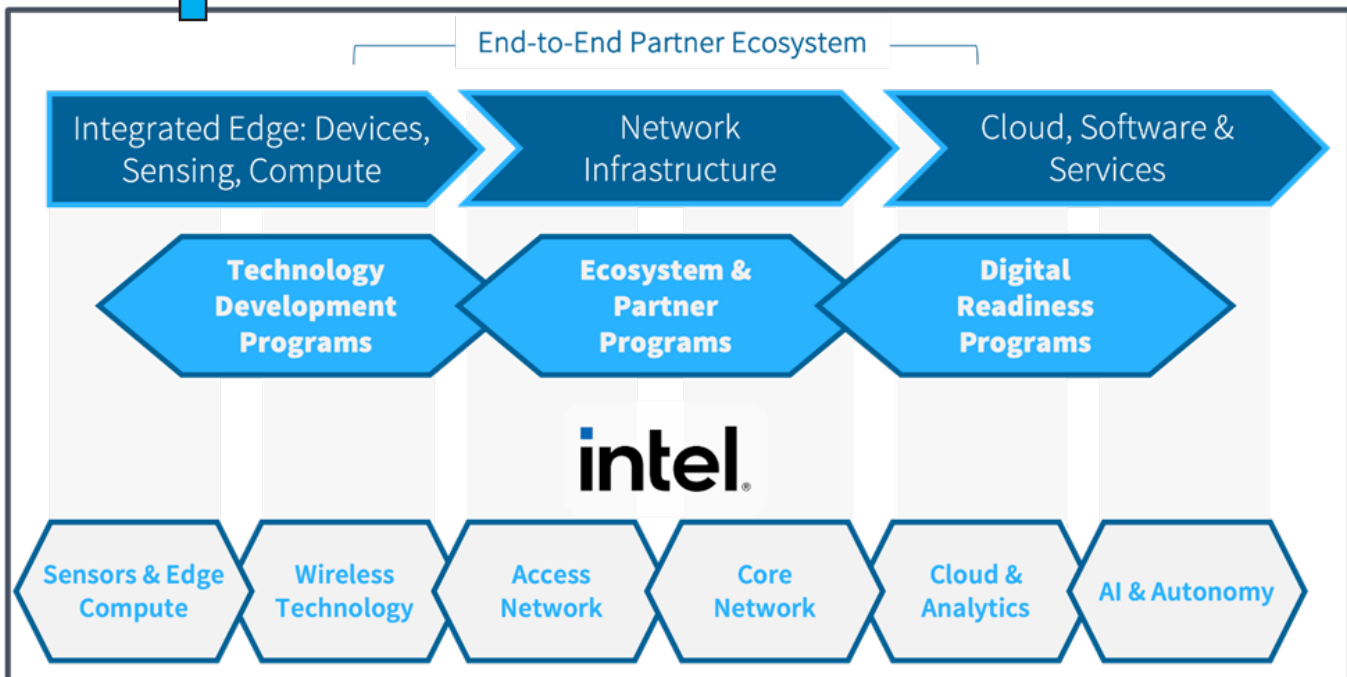 End-to-End Partner Ecosystem
Integrated Edge: Devices,
Sensing, Compute
Network
Infrastructure
Cloud, Software &
Services
Technology
Development
Programs
Ecosystem &
Partner
Programs
Digital
Readiness
Programs
intel®
Sensors & Edge
Compute
Wireless
Technology
Access
Network
Core
Network
Cloud &
Analytics
AI & Autonomy